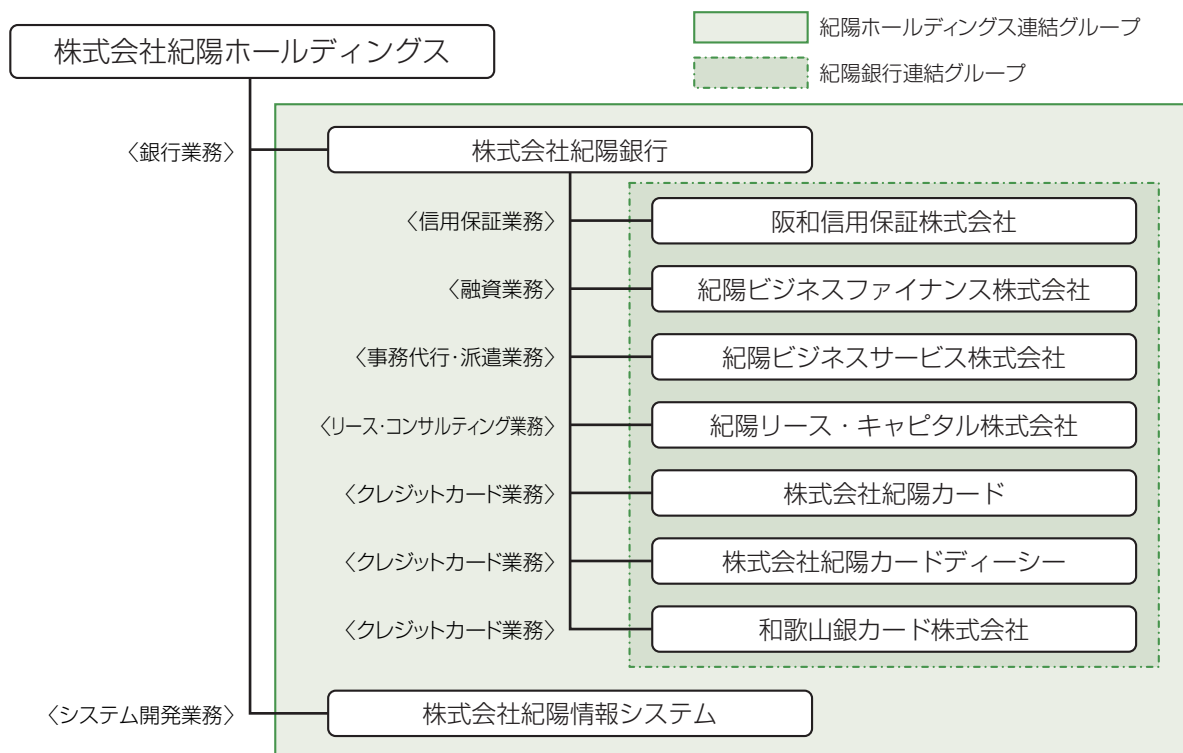 紀陽ホールディングス連結グループ
株式会社紀陽ホールディングス
紀陽銀行連結グループ
〈銀行業務〉
株式会社紀陽銀行
〈信用保証業務〉
阪和信用保証株式会社
〈融資業務〉
紀陽ビジネスファイナンス株式会社
〈事務代行・派遣業務〉
紀陽ビジネスサービス株式会社
〈リース・コンサルティング業務〉
紀陽リース・キャピタル株式会社
〈クレジットカード業務〉
株式会社紀陽カード
〈クレジットカード業務〉
株式会社紀陽カードディーシー
〈クレジットカード業務〉
和歌山銀カード株式会社
〈システム開発業務〉
株式会社紀陽情報システム